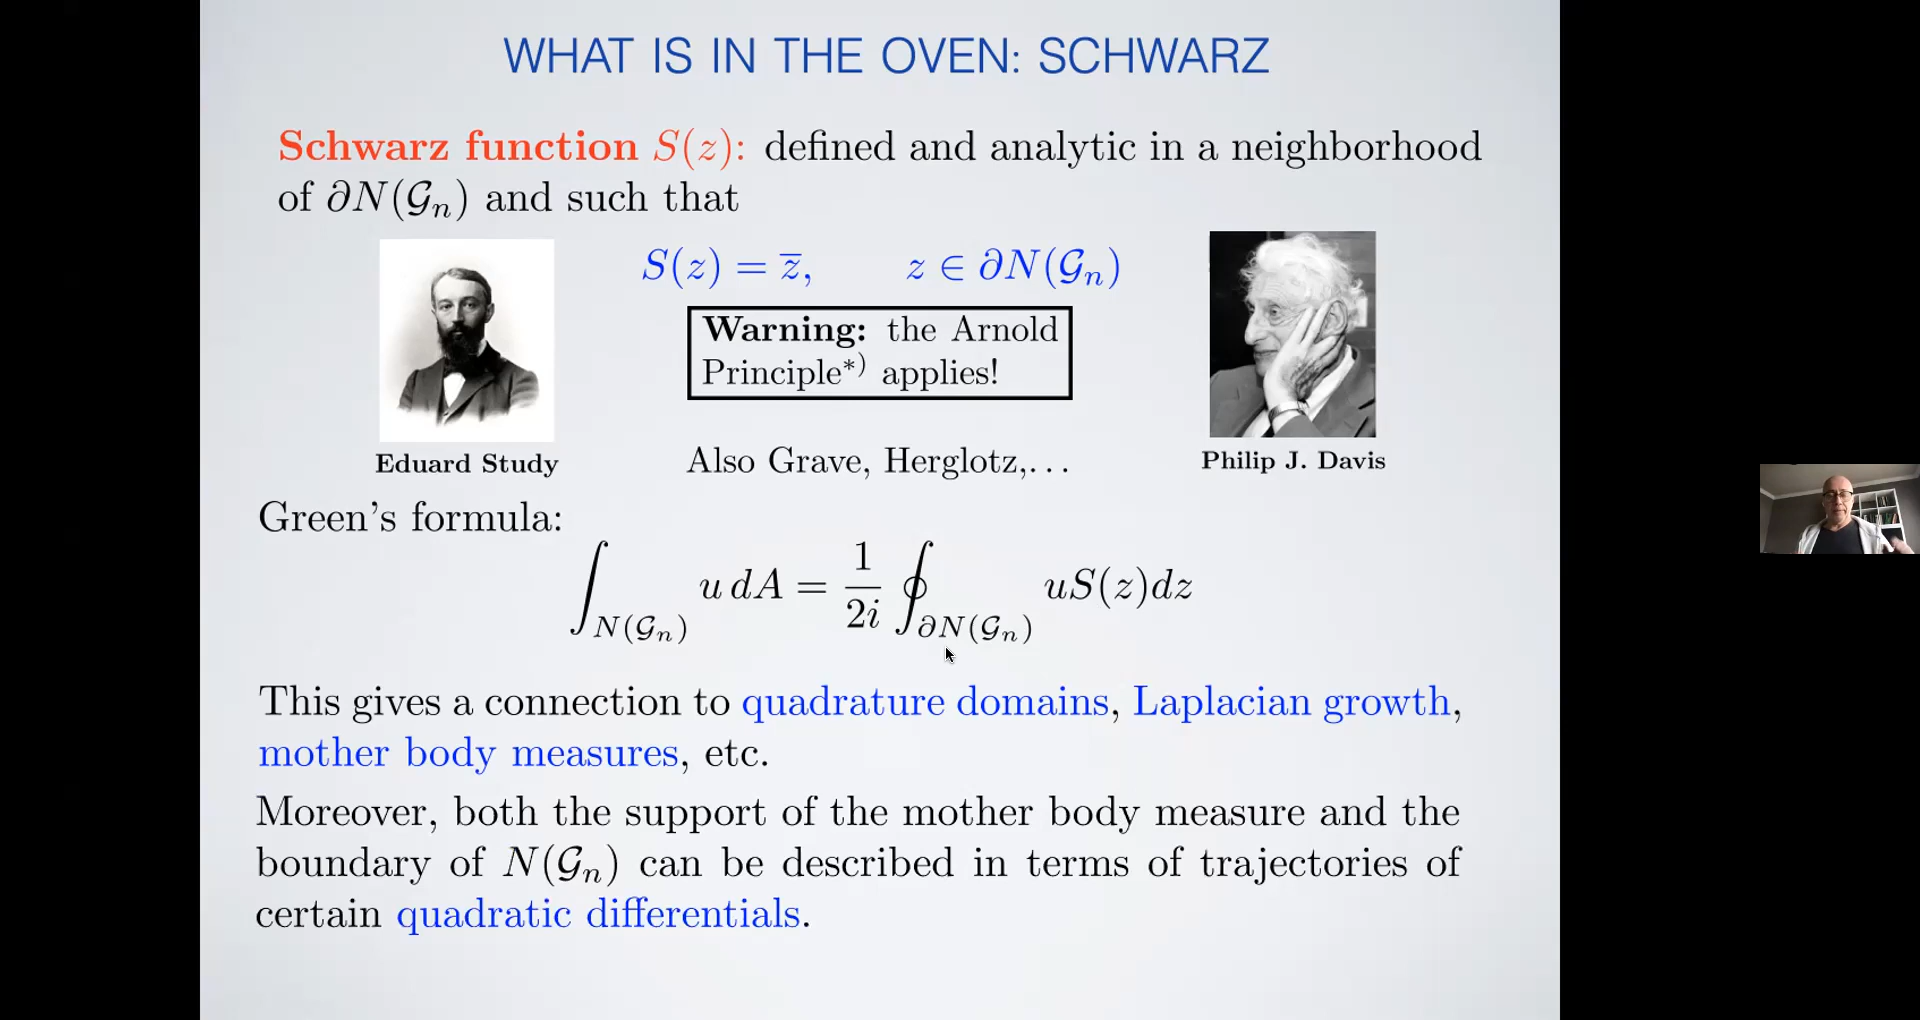 WHAT IS IN THE OVEN: SCHWARZ
Schwarz function S(z): defined and analytic in a neighborhood
of ∂N(𝒢ₙ) and such that
S(z) = z̅,  z ∈ ∂N(𝒢ₙ)
Warning: the Arnold
Principle*) applies!
Eduard Study
Also Grave, Herglotz,...
Philip J. Davis
Green's formula:
∫_{N(𝒢ₙ)} u dA = 1/2i ∮_{∂N(𝒢ₙ)} uS(z)dz
This gives a connection to quadrature domains, Laplacian growth,
mother body measures, etc.
Moreover, both the support of the mother body measure and the
boundary of N(𝒢ₙ) can be described in terms of trajectories of
certain quadratic differentials.